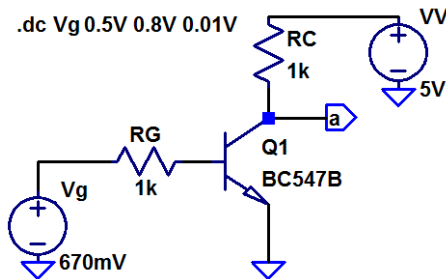 .dc Vg 0.5V 0.8V 0.01V
VV
RC
1k
5V
a
RG
1k
Q1
BC547B
Vg
670mV